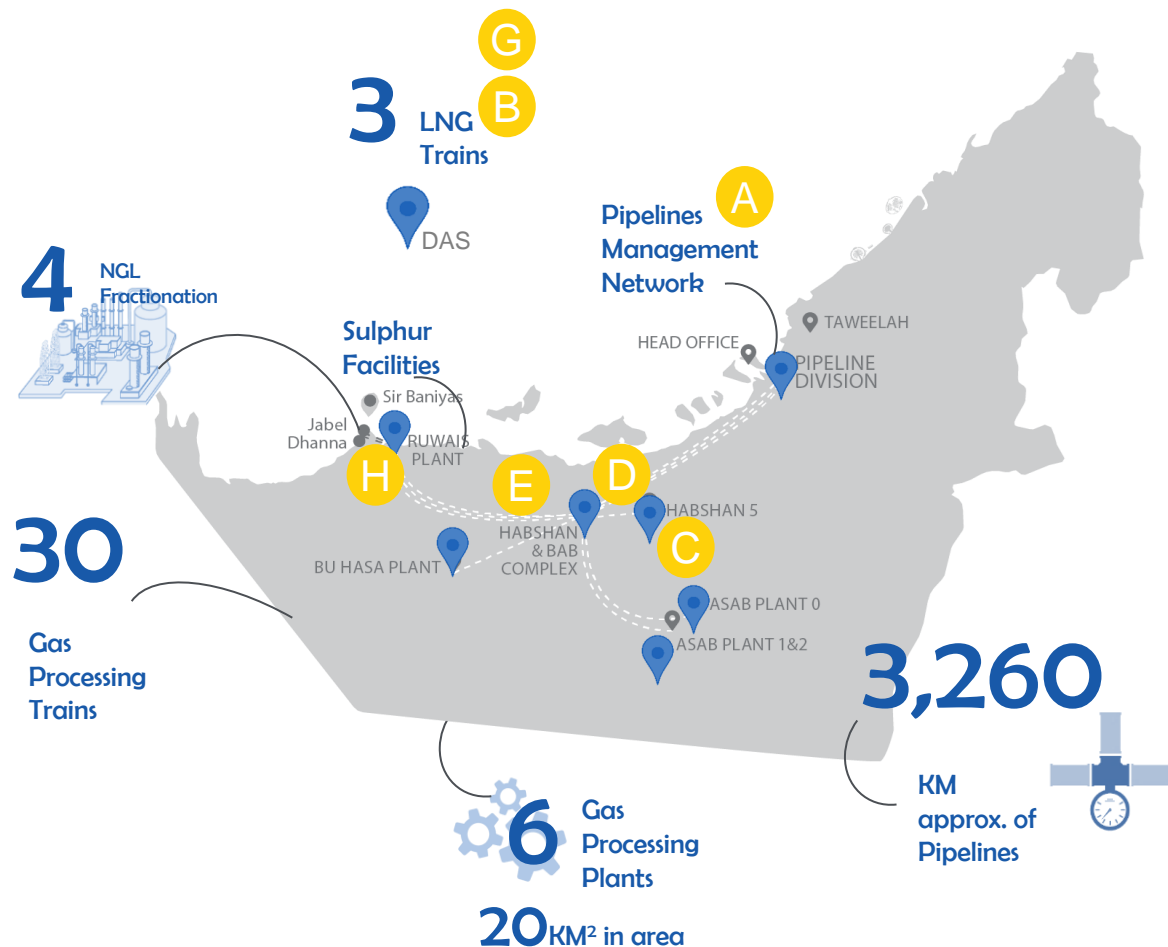 G
3
LNG
Trains
B
DAS
A
Pipelines
Management
Network
4
NGL
Fractionation
Sulphur
Facilities
TAWEELAH
HEAD OFFICE
PIPELINE
DIVISION
Sir Baniyas
Jabel
Dhanna
RUWAIS
PLANT
H
E
D
HABSHAN 5
HABSHAN
& BAB
COMPLEX
C
BU HASA PLANT
ASAB PLANT 0
ASAB PLANT 1&2
30
Gas
Processing
Trains
3,260
KM
approx. of
Pipelines
6
Gas
Processing
Plants
20KM² in area